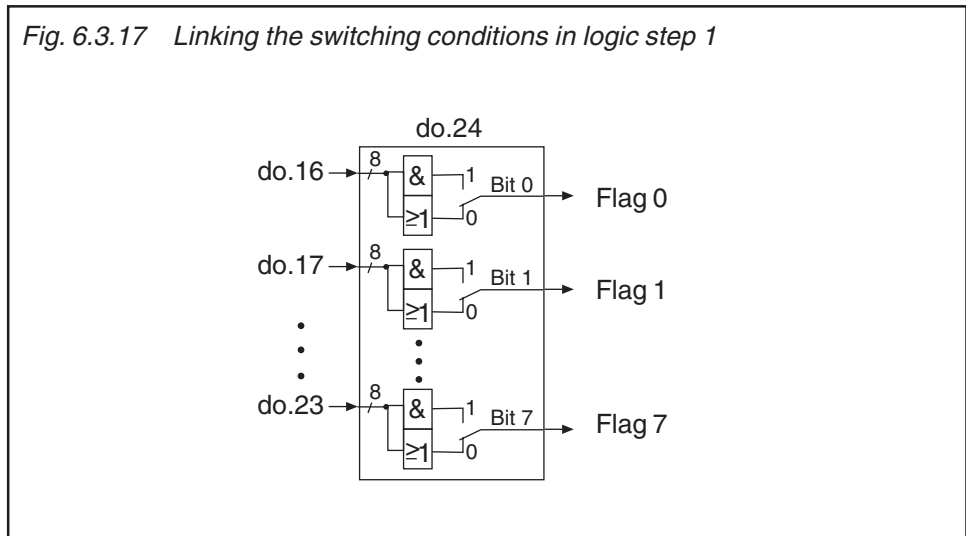 Fig. 6.3.17 Linking the switching conditions in logic step 1
do.24
do.16 8 & 1 Bit 0 Flag 0
≥1 0
do.17 8 & 1 Bit 1 Flag 1
≥1 0
do.23 8 & 1 Bit 7 Flag 7
≥1 0